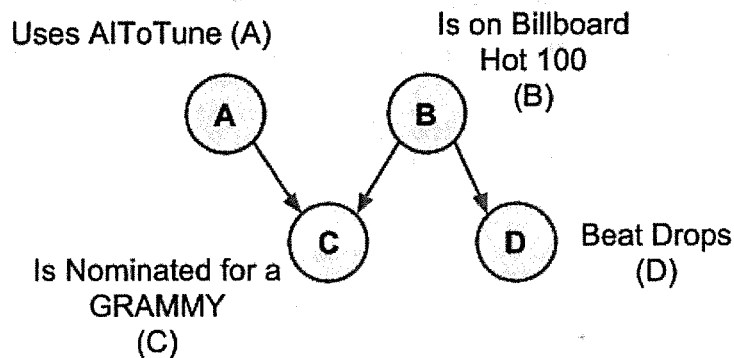 Uses AIToTune (A)
Is on Billboard
Hot 100
(B)
A
B
C
D
Beat Drops
(D)
Is Nominated for a
GRAMMY
(C)